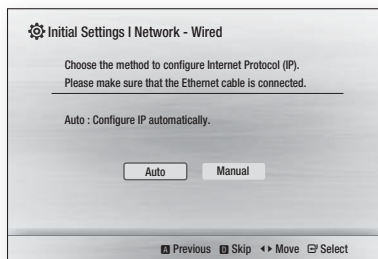 Initial Settings I Network - Wired
Choose the method to configure Internet Protocol (IP).
Please make sure that the Ethernet cable is connected.
Auto : Configure IP automatically.
Auto Manual
A Previous D Skip Move Select